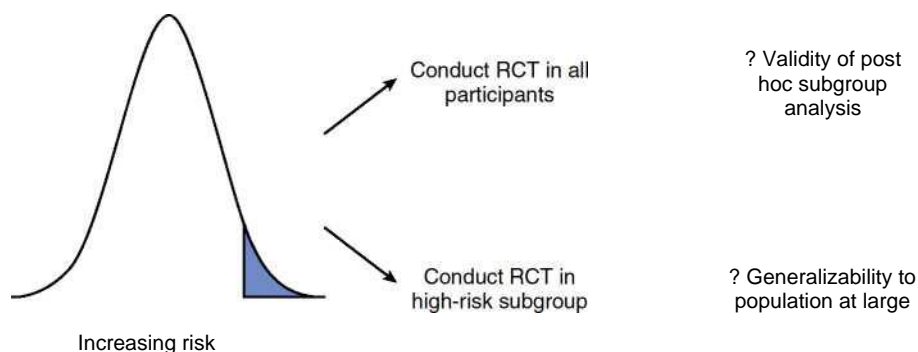 Conduct RCT in all
participants
? Validity of post
hoc subgroup
analysis
Conduct RCT in
high-risk subgroup
? Generalizability to
population at large
Increasing risk